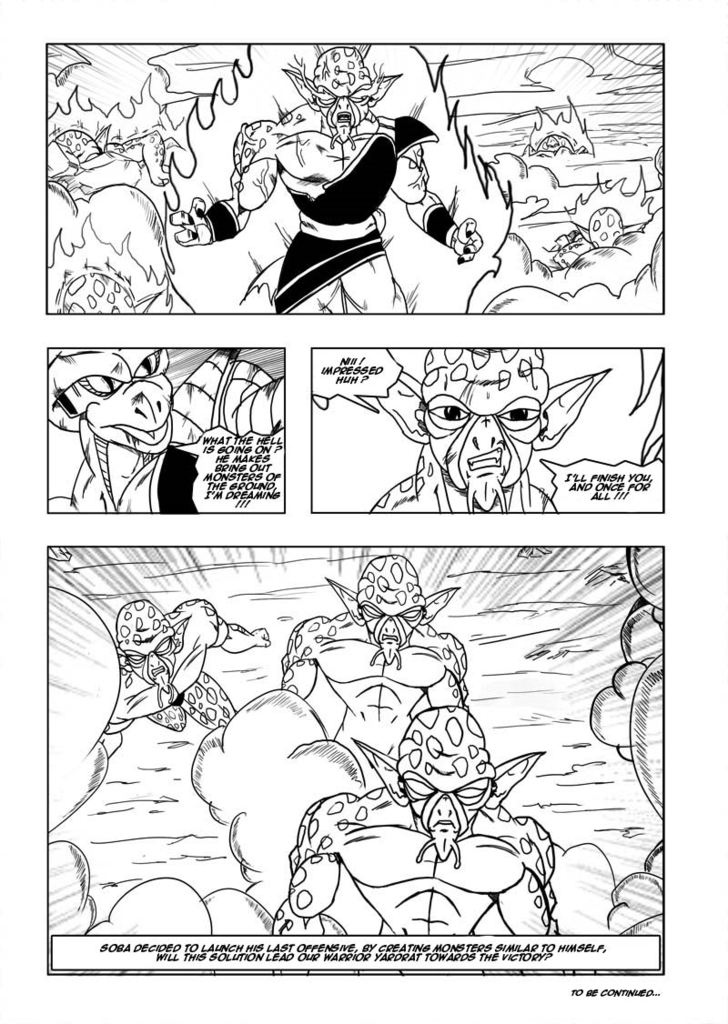 WHAT THE HELL
IS GOING ON ?
HE MAKES
BRING OUT
MONSTERS OF
THE GROUND,
I'M DREAMING
!!!
NIII !
IMPRESSED
HUH ?
I'LL FINISH YOU,
AND ONCE FOR
ALL !!!
SOBA DECIDED TO LAUNCH HIS LAST OFFENSIVE, BY CREATING MONSTERS SIMILAR TO HIMSELF,
WILL THIS SOLUTION LEAD OUR WARRIOR YARDRAT TOWARDS THE VICTORY?
TO BE CONTINUED...